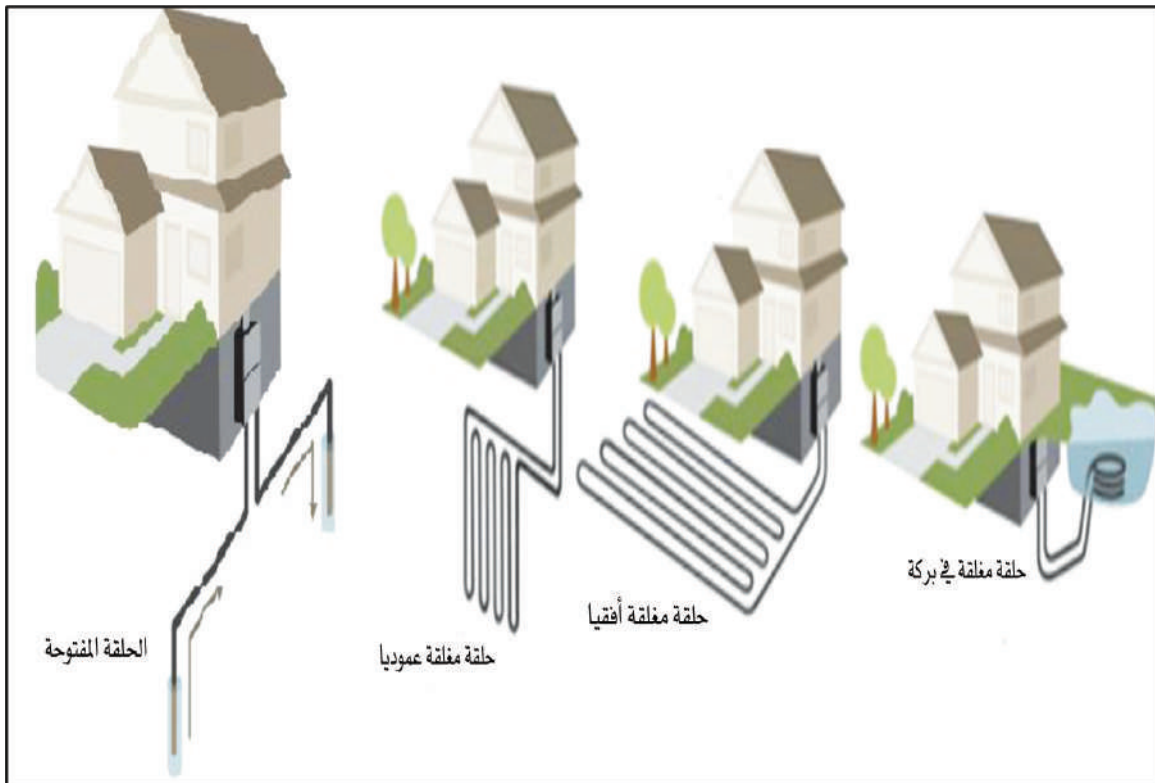 حلقة مغلقة في بركة
حلقة مغلقة أفقيا
حلقة مغلقة عموديا
الحلقة المفتوحة